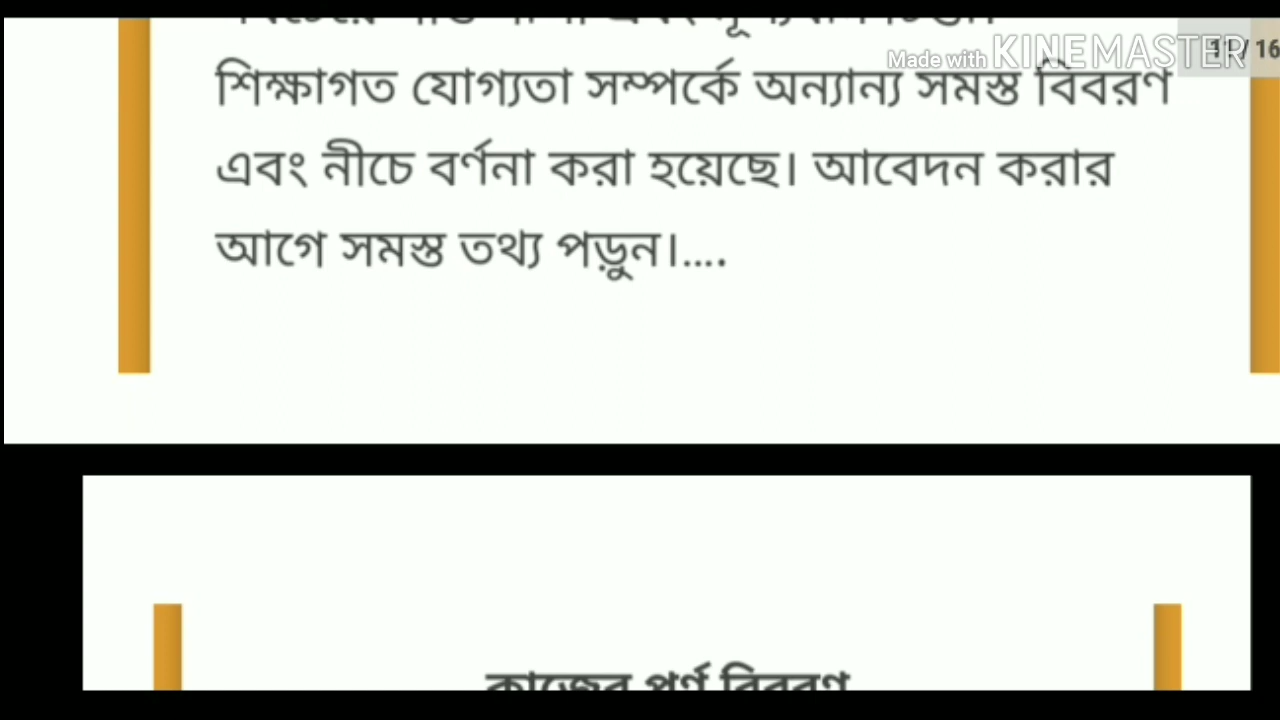 Made with KINEMASTER
শিক্ষাগত যোগ্যতা সম্পর্কে অন্যান্য সমস্ত বিবরণ
এবং নীচে বর্ণনা করা হয়েছে। আবেদন করার
আগে সমস্ত তথ্য পড়ুন।....
কাজের পূর্ণ বিবরণ